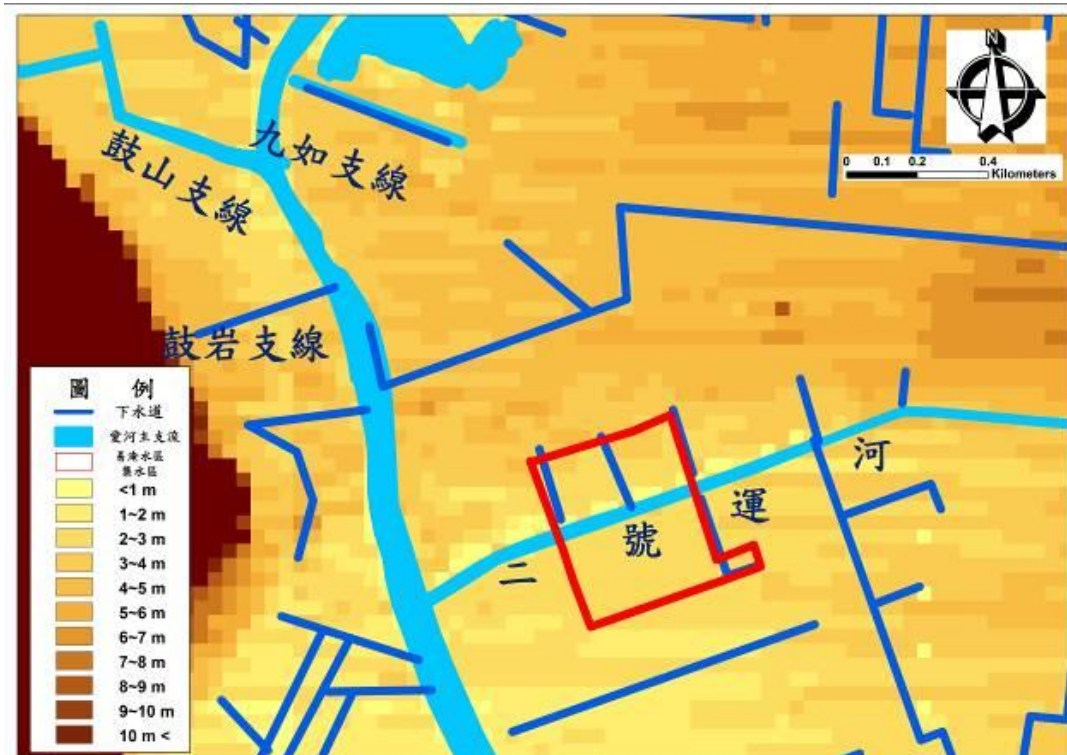 N
0 0.1 0.2 0.4
Kilometers
九如支線
鼓山支線
鼓岩支線
二號運河
圖例
下水道
愛河主支流
易淹水區
集水區
<1 m
1~2 m
2~3 m
3~4 m
4~5 m
5~6 m
6~7 m
7~8 m
8~9 m
9~10 m
10 m <